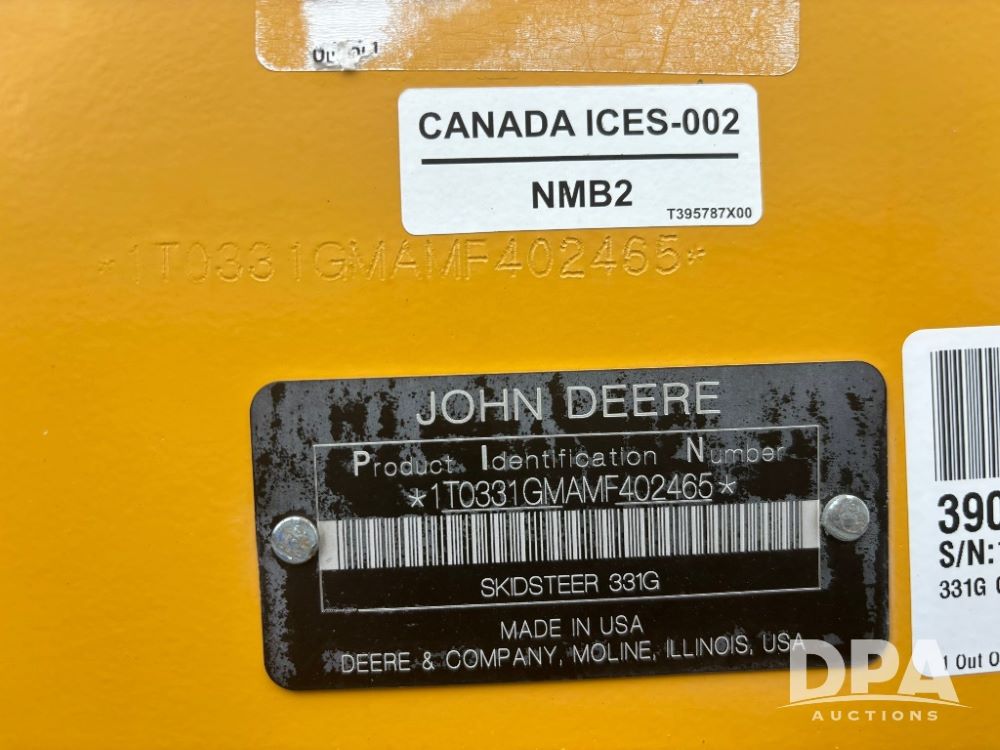 CANADA ICES-002
NMB2
T395787X00
*1T0331GMAMF402465*
JOHN DEERE
Product Identification Number
*1T0331GMAMF402465*
SKIDSTEER 331G
MADE IN USA
DEERE & COMPANY, MOLINE, ILLINOIS, USA
390
S/N:
331G
1 Out O
DPA
AUCTIONS